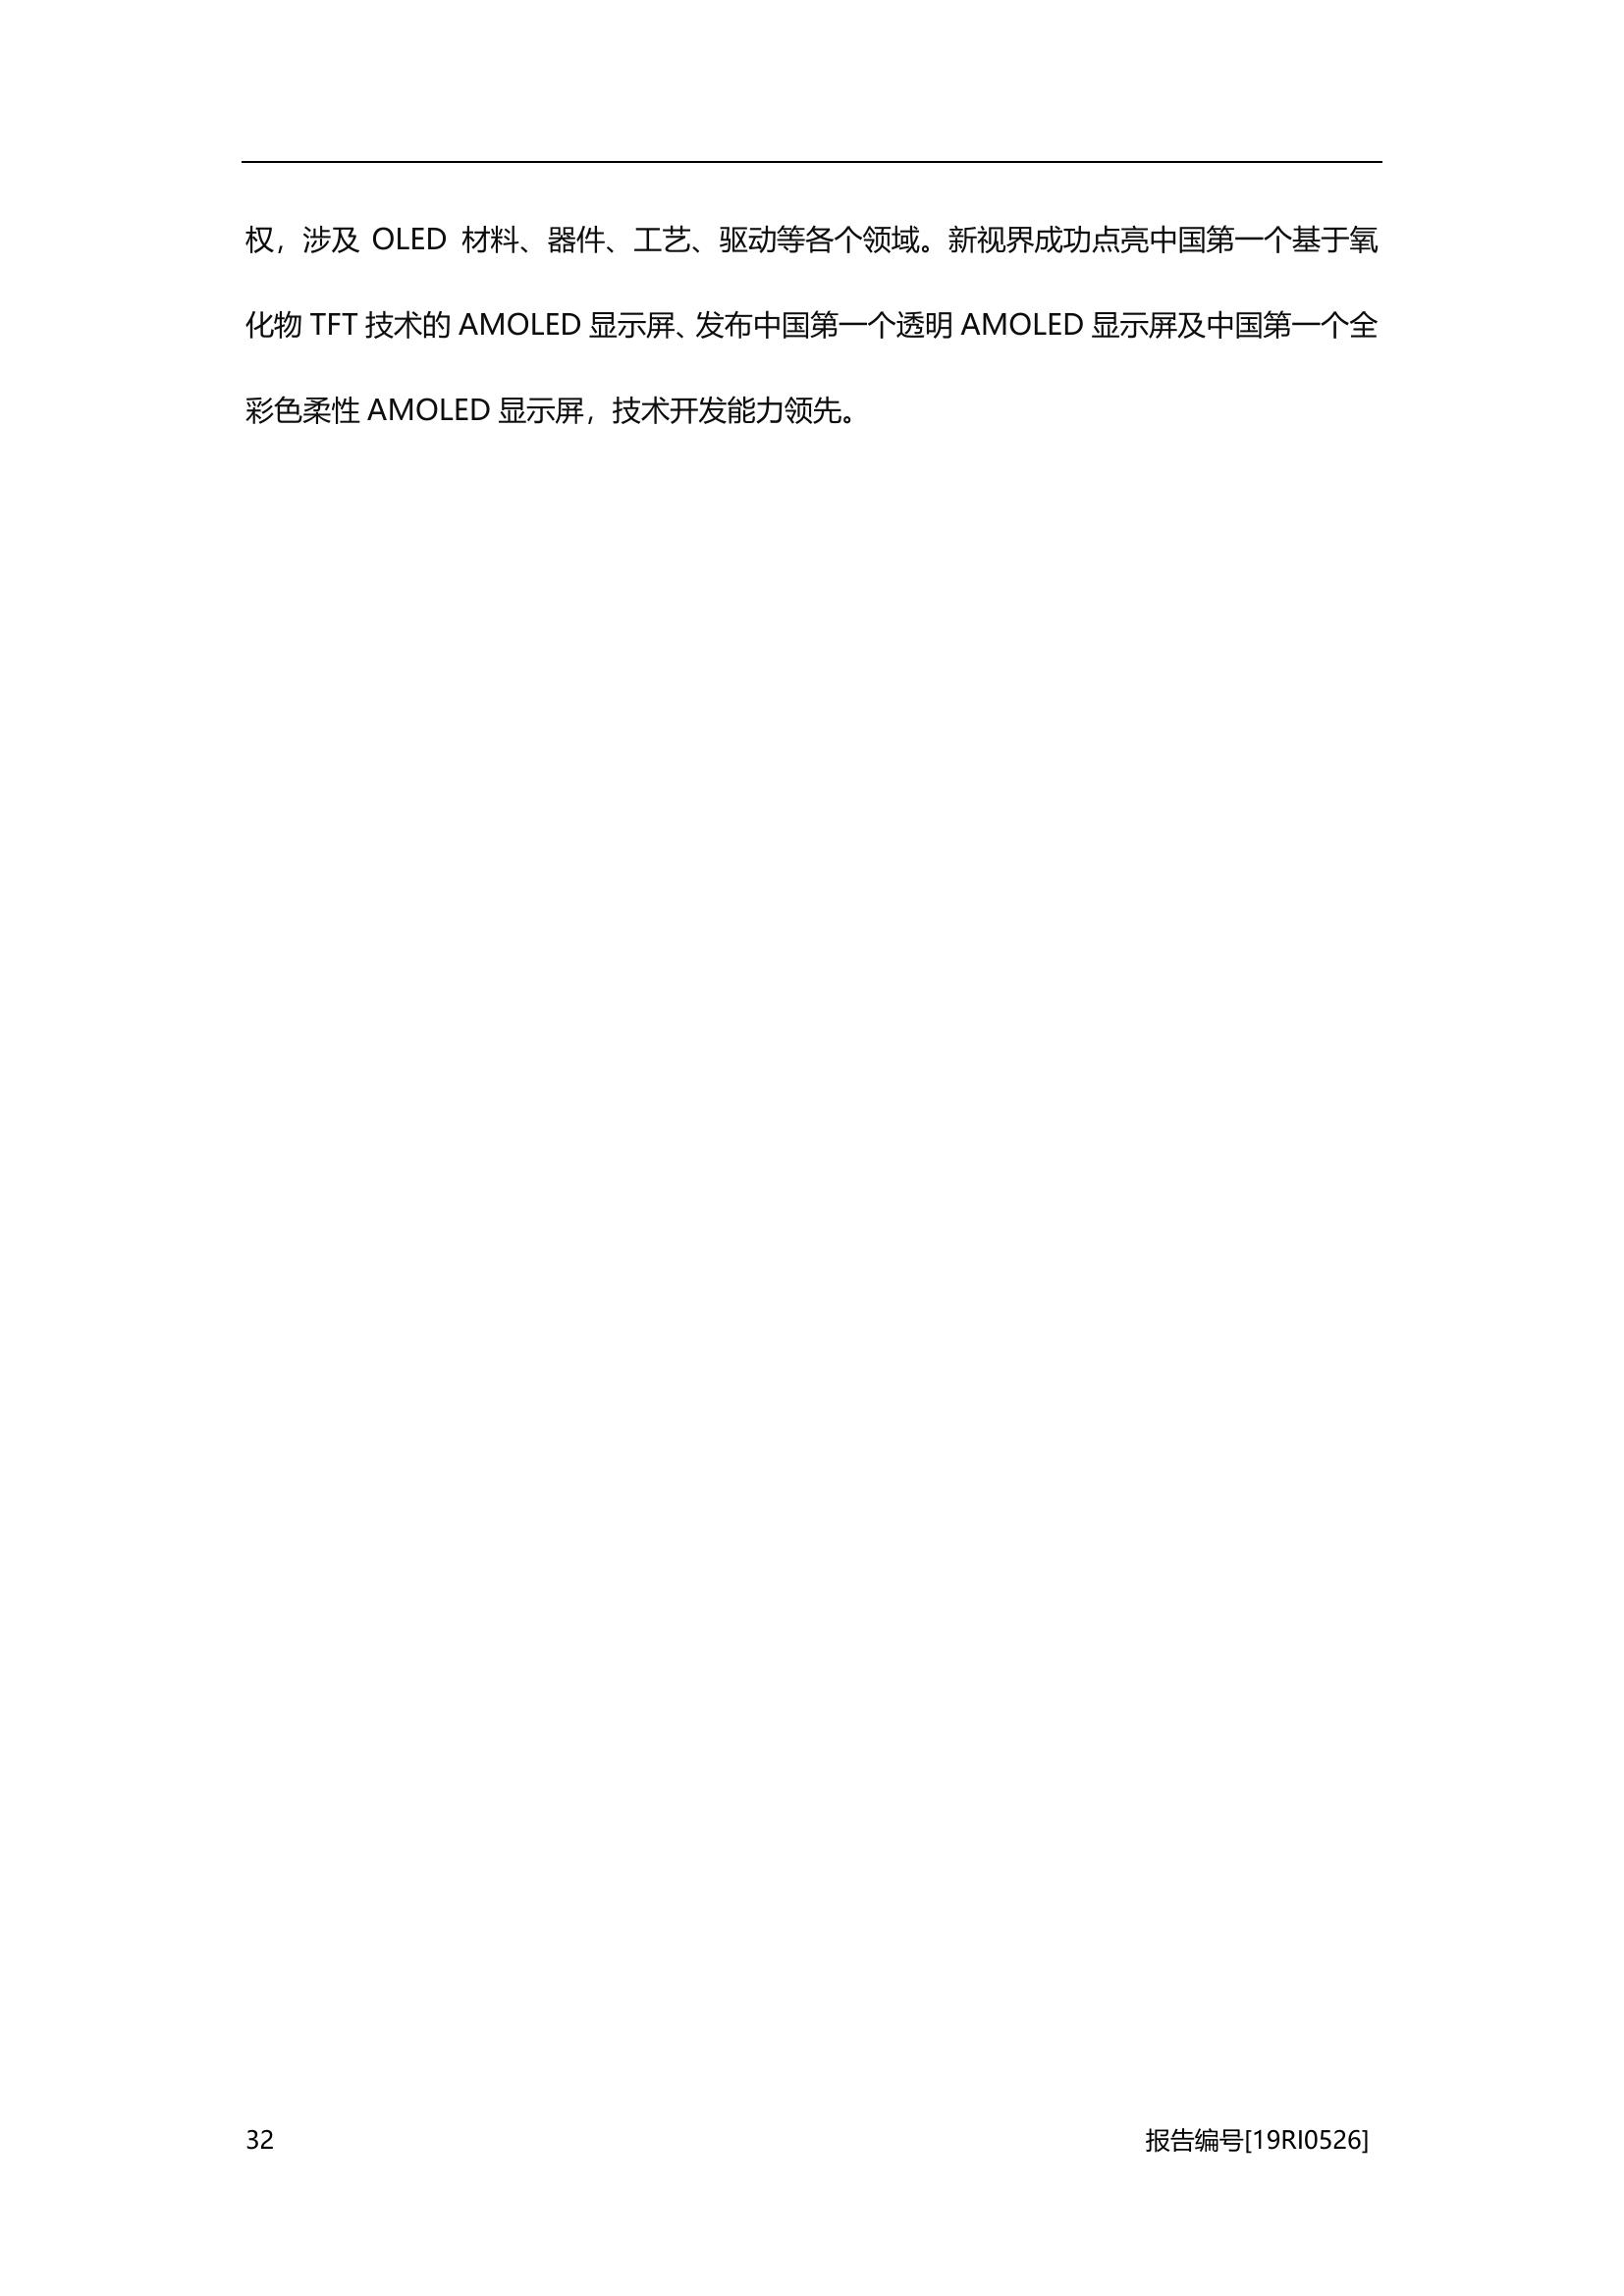 权，涉及 OLED 材料、器件、工艺、驱动等各个领域。新视界成功点亮中国第一个基于氧
化物 TFT 技术的 AMOLED 显示屏、发布中国第一个透明 AMOLED 显示屏及中国第一个全
彩色柔性 AMOLED 显示屏，技术开发能力领先。
32 报告编号[19RI0526]